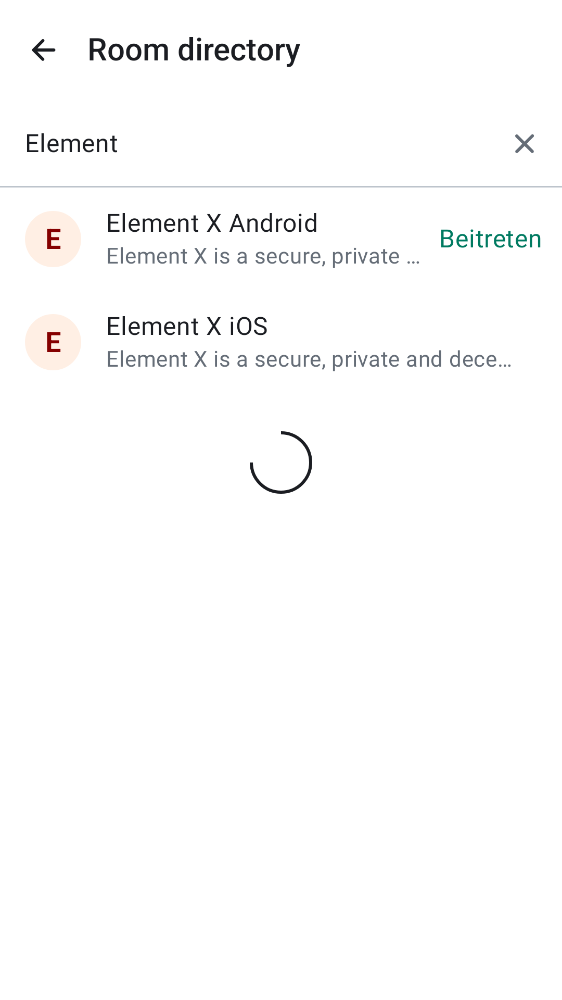 Room directory
Element
E
Element X Android
Element X is a secure, private …
Beitreten
E
Element X iOS
Element X is a secure, private and dece…